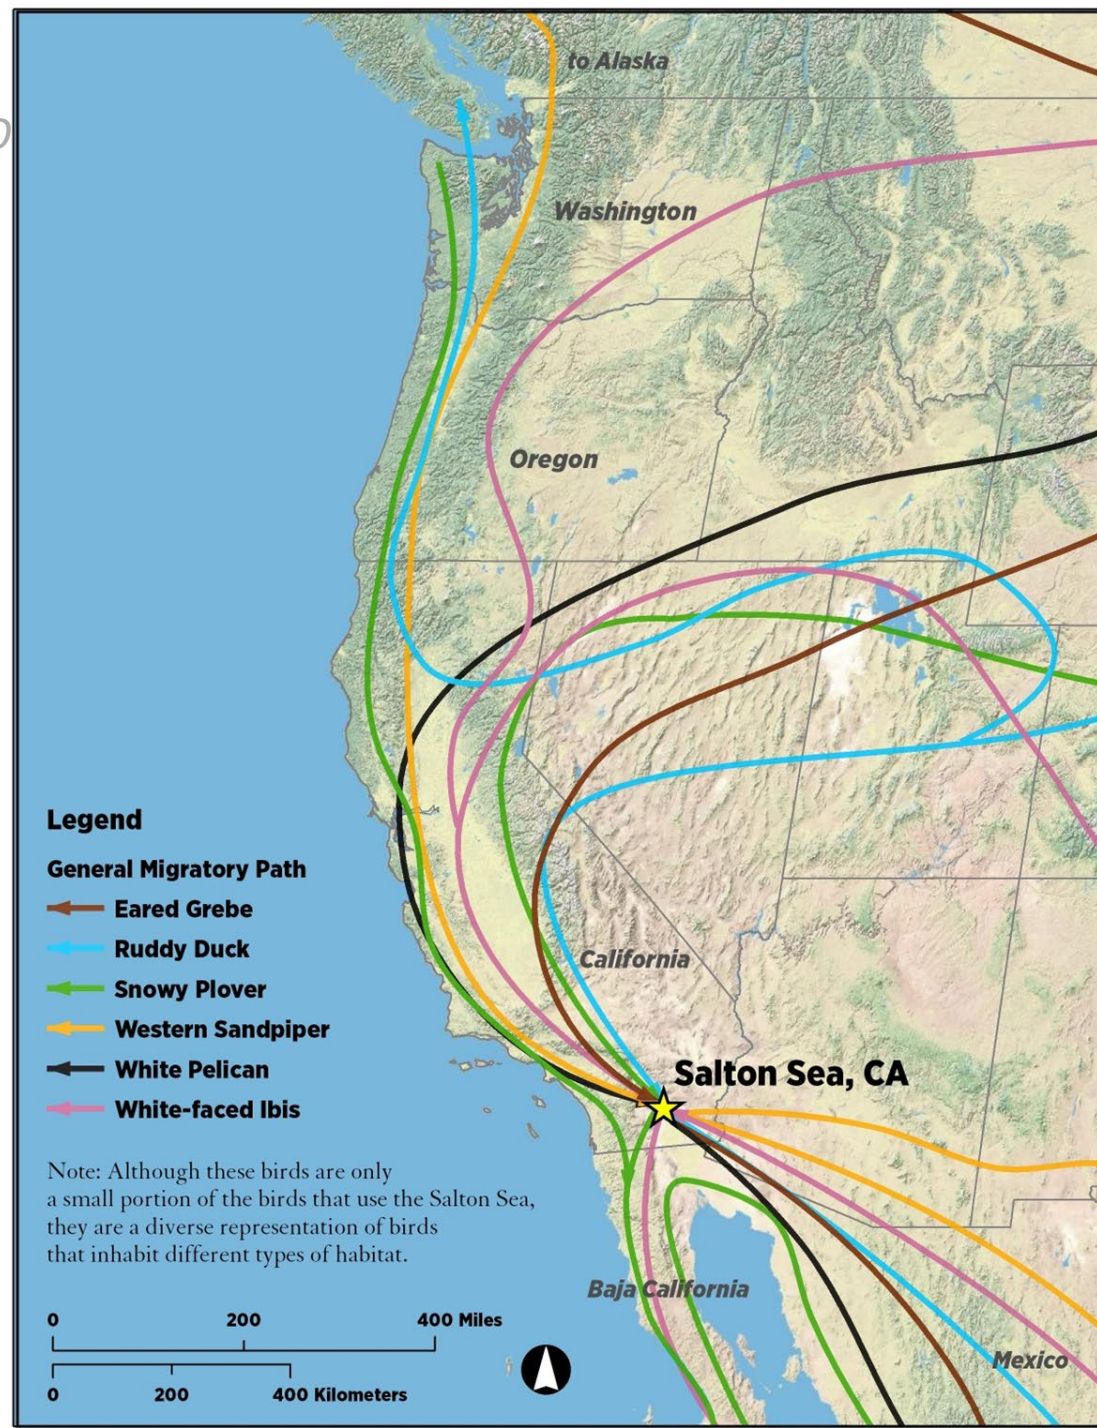 to Alaska
Washington
Oregon
California
Salton Sea, CA
Baja California
Mexico
Legend
General Migratory Path
Eared Grebe
Ruddy Duck
Snowy Plover
Western Sandpiper
White Pelican
White-faced Ibis
Note: Although these birds are only
a small portion of the birds that use the Salton Sea,
they are a diverse representation of birds
that inhabit different types of habitat.
0 200 400 Miles
0 200 400 Kilometers